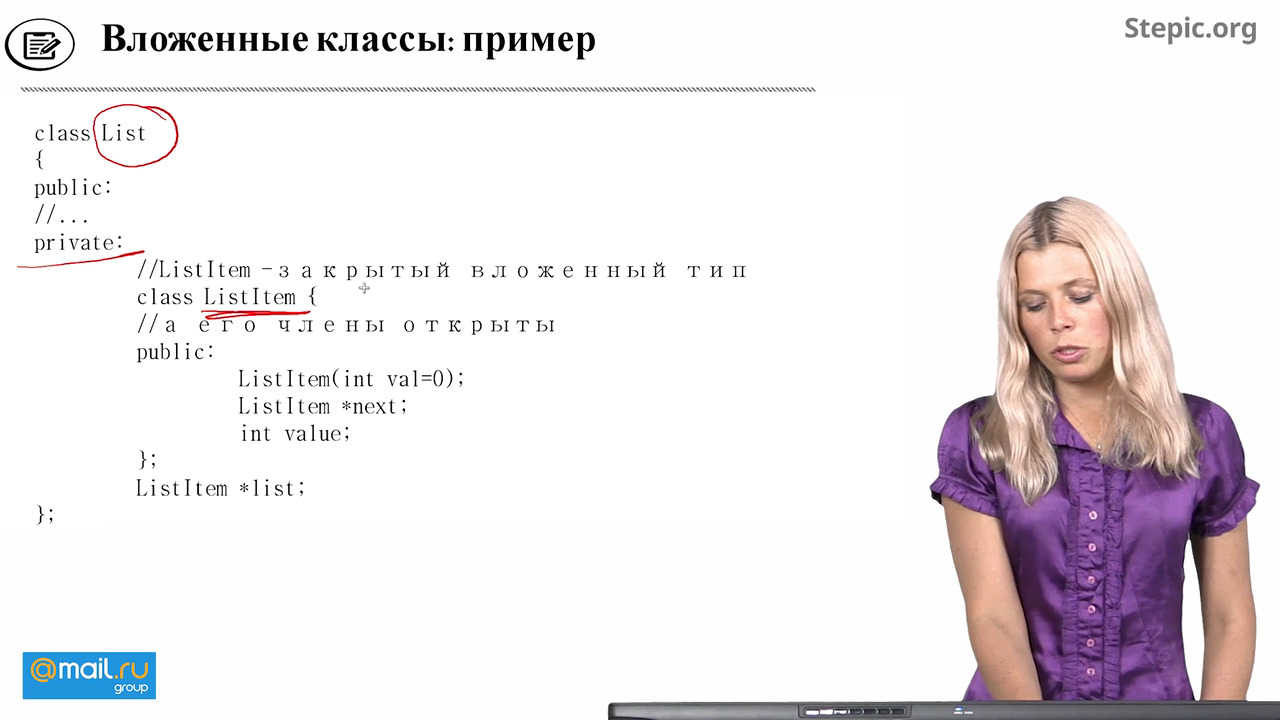 Вложенные классы: пример
Stepic.org
class List
{
public:
//...
private:
//ListItem -закрытый вложенный тип
class ListItem {
//а его члены открыты
public:
ListItem(int val=0);
ListItem *next;
int value;
};
ListItem *list;
};
@mail.ru
group